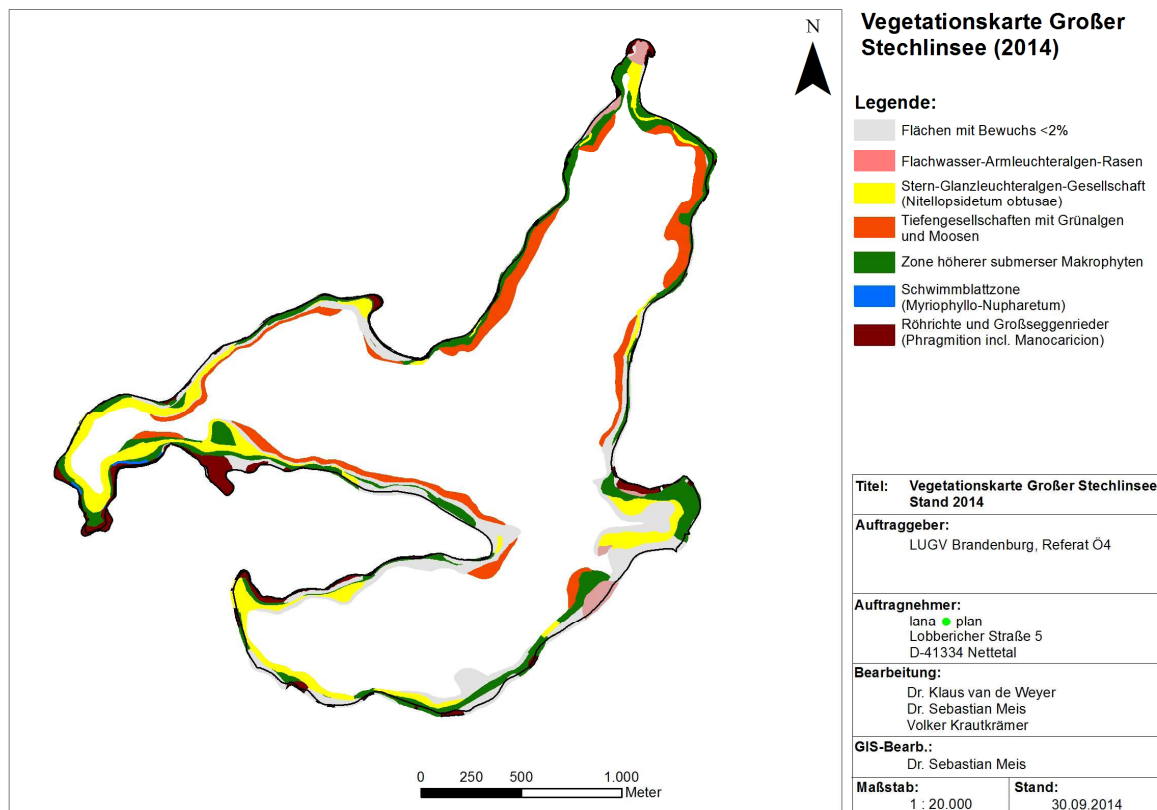 Vegetationskarte Großer
Stechlinsee (2014)
N
Legende:
Flächen mit Bewuchs <2%
Flachwasser-Armleuchteralgen-Rasen
Stern-Glanzleuchteralgen-Gesellschaft
(Nitellopsidetum obtusae)
Tiefengesellschaften mit Grünalgen
und Moosen
Zone höherer submerser Makrophyten
Schwimmblattzone
(Myriophyllo-Nupharetum)
Röhrichte und Großseggenrieder
(Phragmition incl. Manocaricion)
Titel: Vegetationskarte Großer Stechlinsee
Stand 2014
Auftraggeber:
LUGV Brandenburg, Referat Ö4
Auftragnehmer:
lana plan
Lobbericher Straße 5
D-41334 Nettetal
Bearbeitung:
Dr. Klaus van de Weyer
Dr. Sebastian Meis
Volker Krautkrämer
GIS-Bearb.:
Dr. Sebastian Meis
Maßstab: Stand:
1 : 20.000 30.09.2014
0 250 500 1.000
Meter